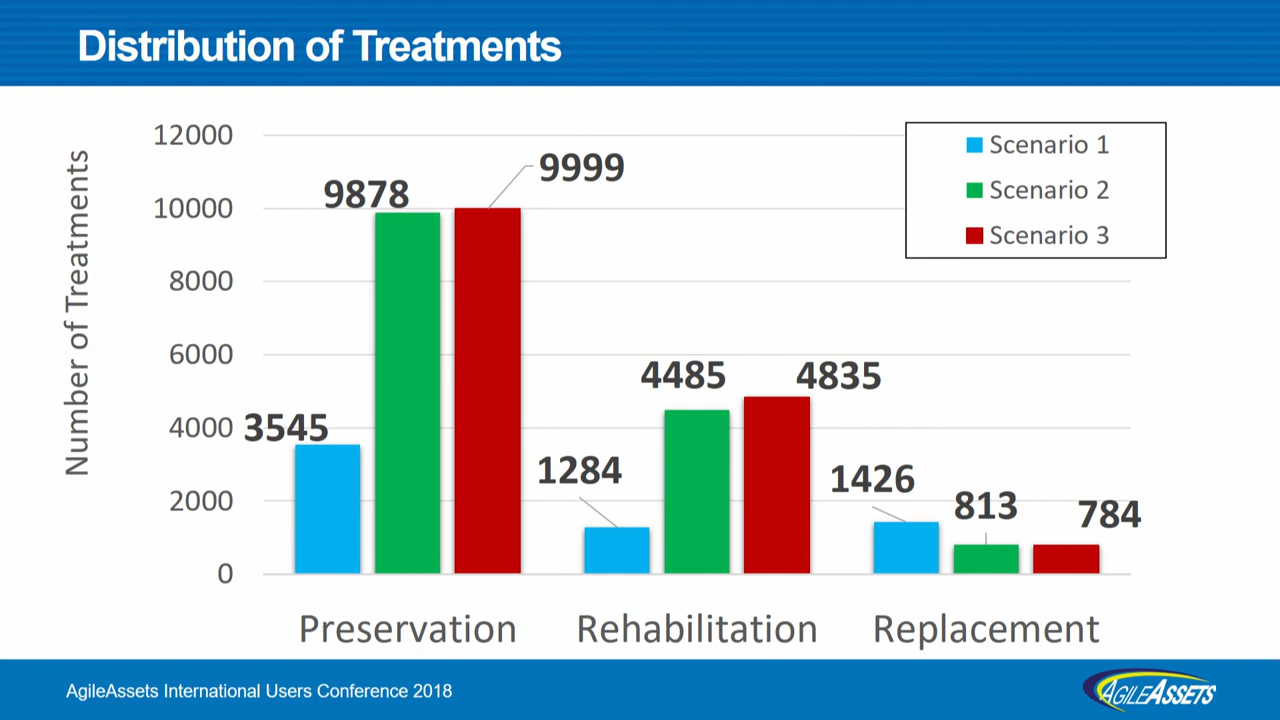 Distribution of Treatments
Number of Treatments
12000
10000
8000
6000
4000
2000
0
3545
9878
9999
1284
4485
4835
1426
813
784
Scenario 1
Scenario 2
Scenario 3
Preservation
Rehabilitation
Replacement
AgileAssets International Users Conference 2018
AGILEASSETS